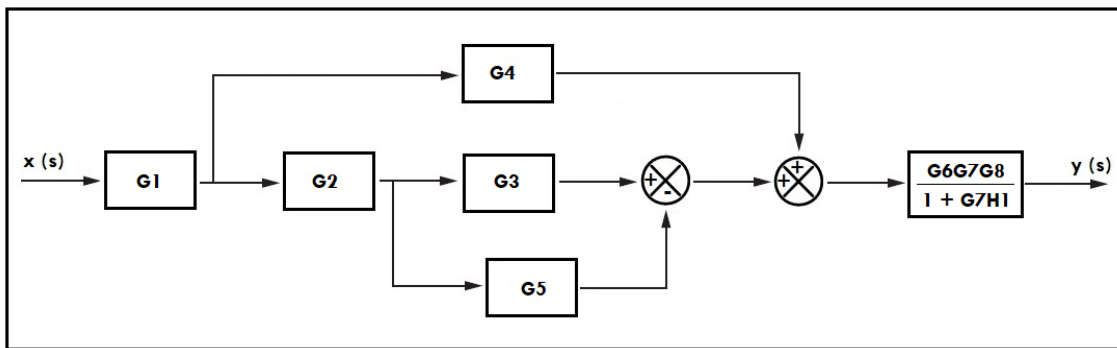 G4
x (s)
G1
G2
G3
+
-
+
+
G6G7G8
1 + G7H1
y (s)
G5